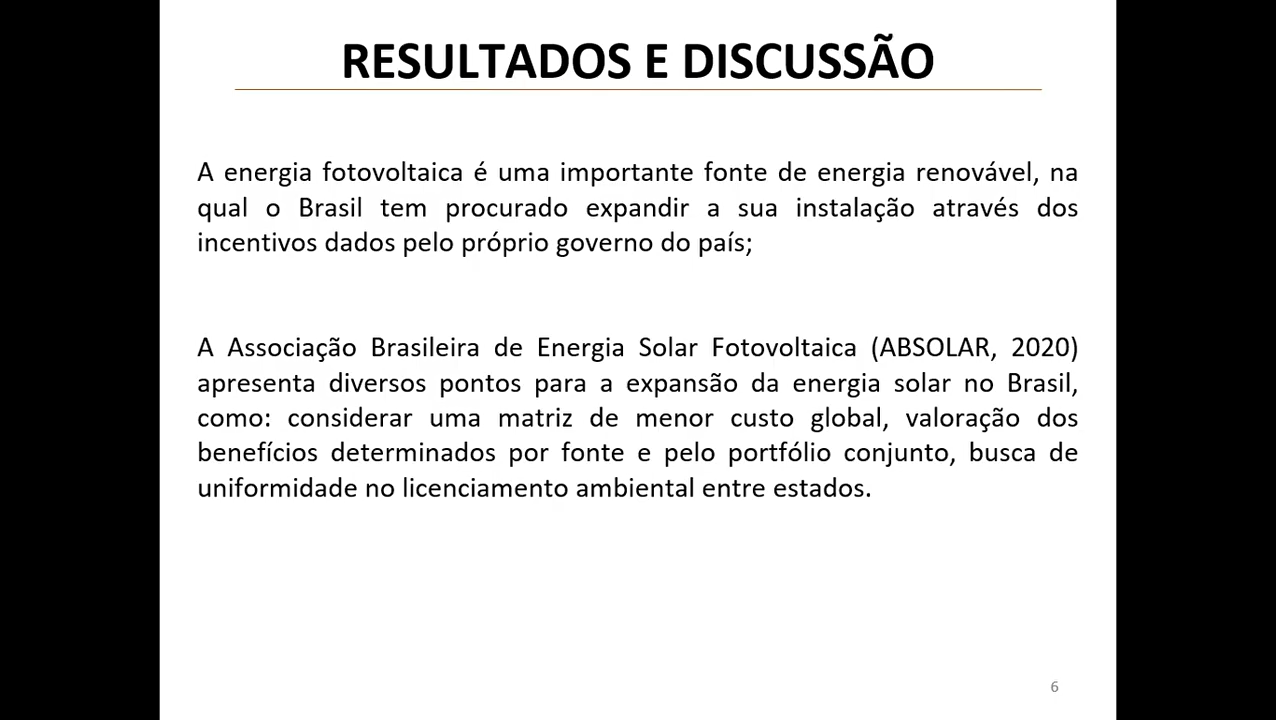 RESULTADOS E DISCUSSÃO
A energia fotovoltaica é uma importante fonte de energia renovável, na
qual o Brasil tem procurado expandir a sua instalação através dos
incentivos dados pelo próprio governo do país;
A Associação Brasileira de Energia Solar Fotovoltaica (ABSOLAR, 2020)
apresenta diversos pontos para a expansão da energia solar no Brasil,
como: considerar uma matriz de menor custo global, valoração dos
benefícios determinados por fonte e pelo portfólio conjunto, busca de
uniformidade no licenciamento ambiental entre estados.
6